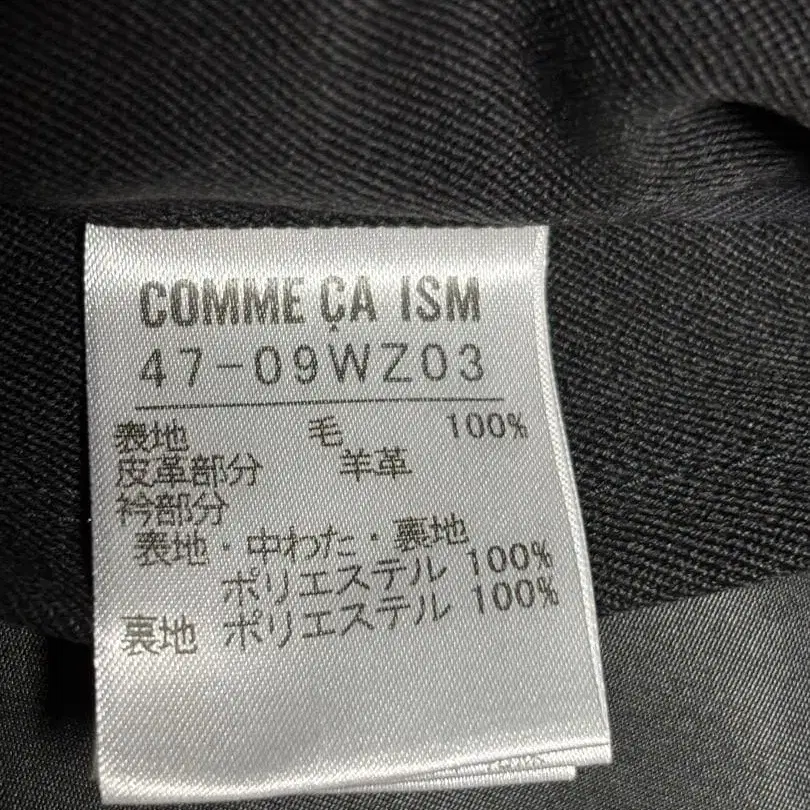 COMME ÇA ISM
47-09WZ03
表地 毛 100%
皮革部分 羊革
衿部分
表地・中わた・裏地
ポリエステル 100%
裏地 ポリエステル 100%